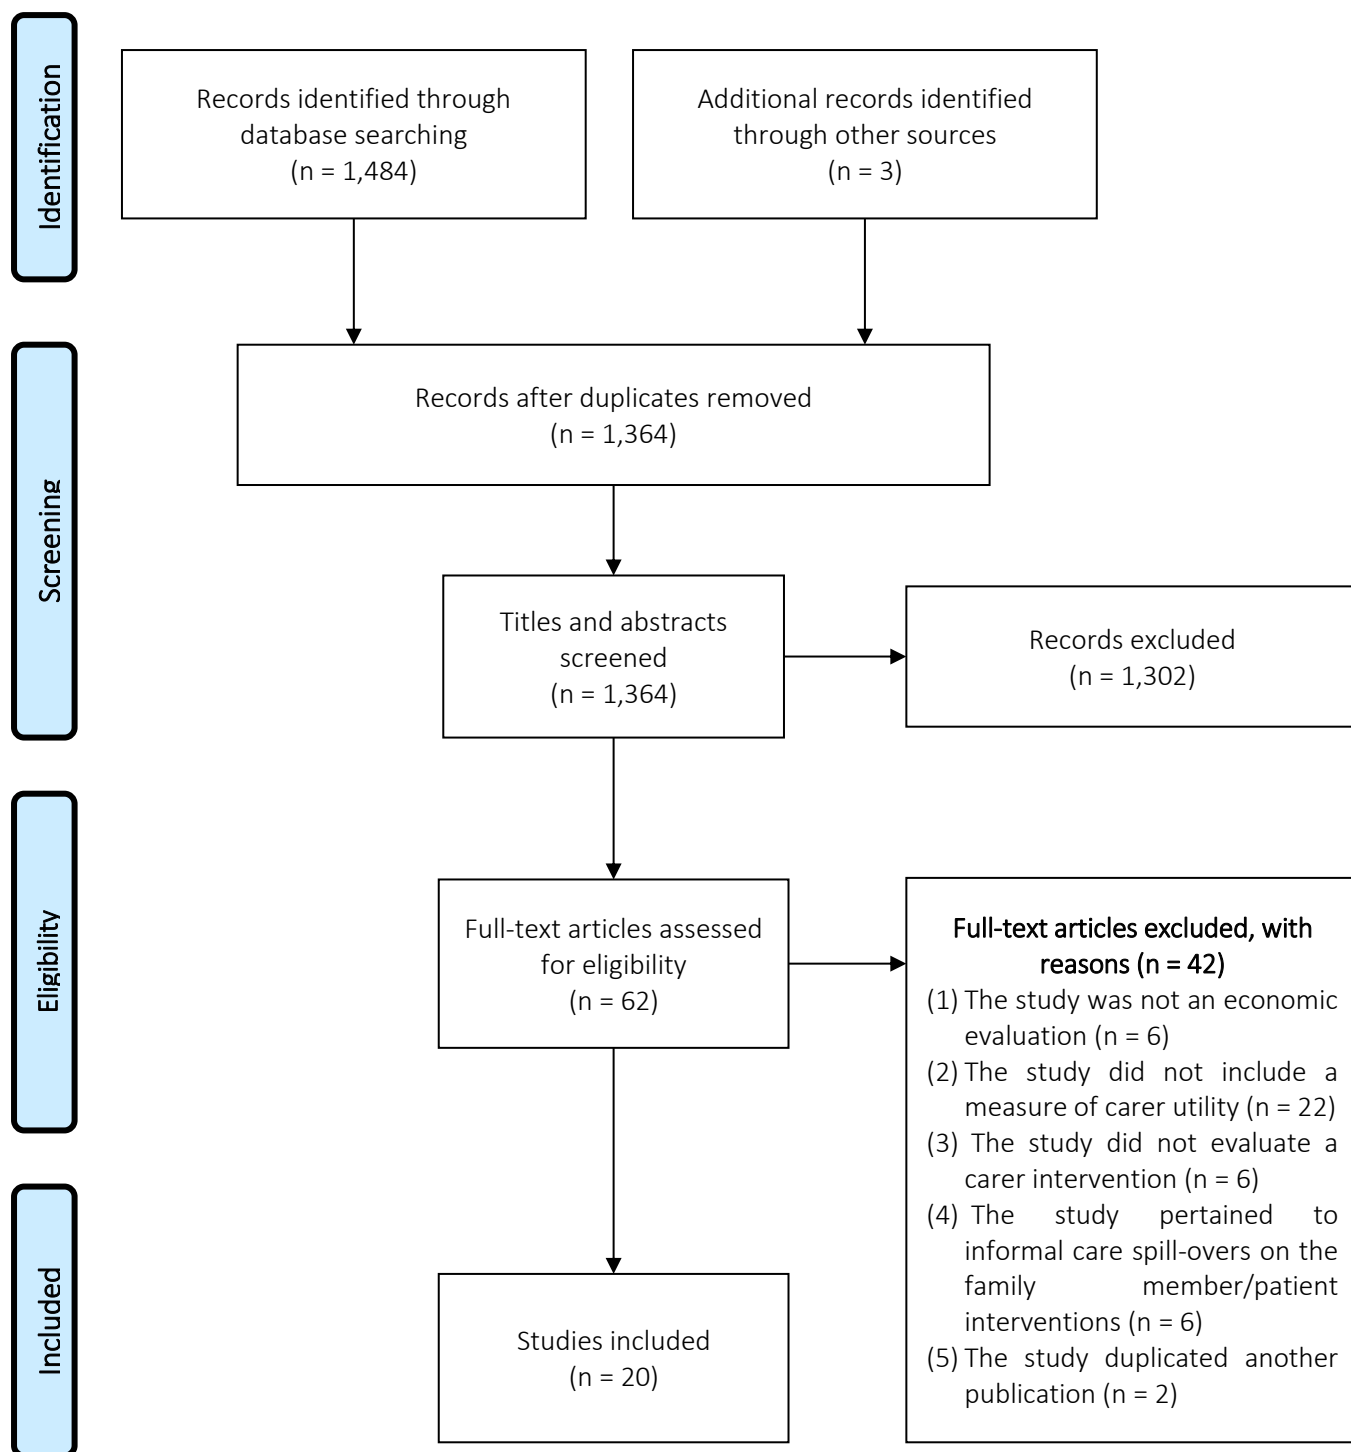 Identification
Records identified through
database searching
(n = 1,484)
Additional records identified
through other sources
(n = 3)
Screening
Records after duplicates removed
(n = 1,364)
Titles and abstracts
screened
(n = 1,364)
Records excluded
(n = 1,302)
Eligibility
Full-text articles assessed
for eligibility
(n = 62)
Full-text articles excluded, with
reasons (n = 42)
(1) The study was not an economic
evaluation (n = 6)
(2) The study did not include a
measure of carer utility (n = 22)
(3) The study did not evaluate a
carer intervention (n = 6)
(4) The study pertained to
informal care spill-overs on the
family member/patient
interventions (n = 6)
(5) The study duplicated another
publication (n = 2)
Included
Studies included
(n = 20)